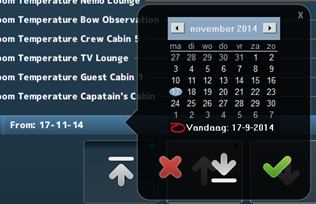 om Temperature Nemo Lounge
oom Temperature Bow Observation
oom Temperature Crew Cabin 5
oom Temperature TV Lounge
oom Temperature Guest Cabin 1
oom Temperature Capatain's Cabin
From: 17-11-14
X
november 2014
ma di wo do vr za zo
27 28 29 30 31 1 2
3 4 5 6 7 8 9
10 11 12 13 14 15 16
17 18 19 20 21 22 23
24 25 26 27 28 29 30
1 2 3 4 5 6 7
Vandaag: 17-9-2014